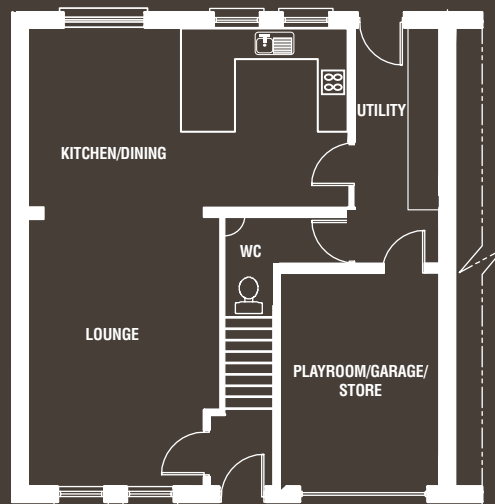 UTILITY
KITCHEN/DINING
WC
LOUNGE
PLAYROOM/GARAGE/
STORE